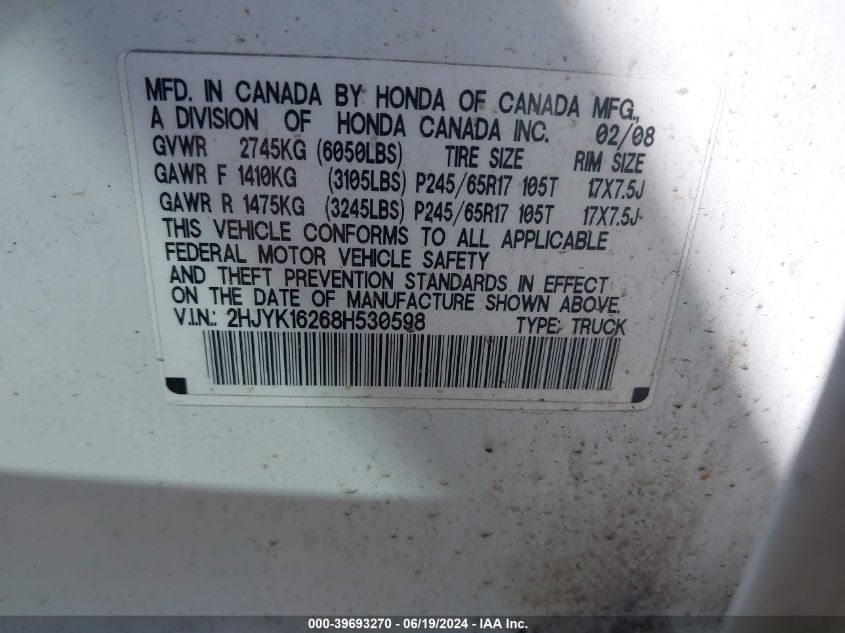 MFD. IN CANADA BY HONDA OF CANADA MFG.,
A DIVISION OF HONDA CANADA INC. 02/08
GVWR 2745KG (6050LBS) TIRE SIZE RIM SIZE
GAWR F 1410KG (3105LBS) P245/65R17 105T 17X7.5J
GAWR R 1475KG (3245LBS) P245/65R17 105T 17X7.5J
THIS VEHICLE CONFORMS TO ALL APPLICABLE
FEDERAL MOTOR VEHICLE SAFETY
AND THEFT PREVENTION STANDARDS IN EFFECT
ON THE DATE OF MANUFACTURE SHOWN ABOVE.
V.I.N.: 2HJYK16268H530598 TYPE: TRUCK
000-39693270 - 06/19/2024 - IAA Inc.